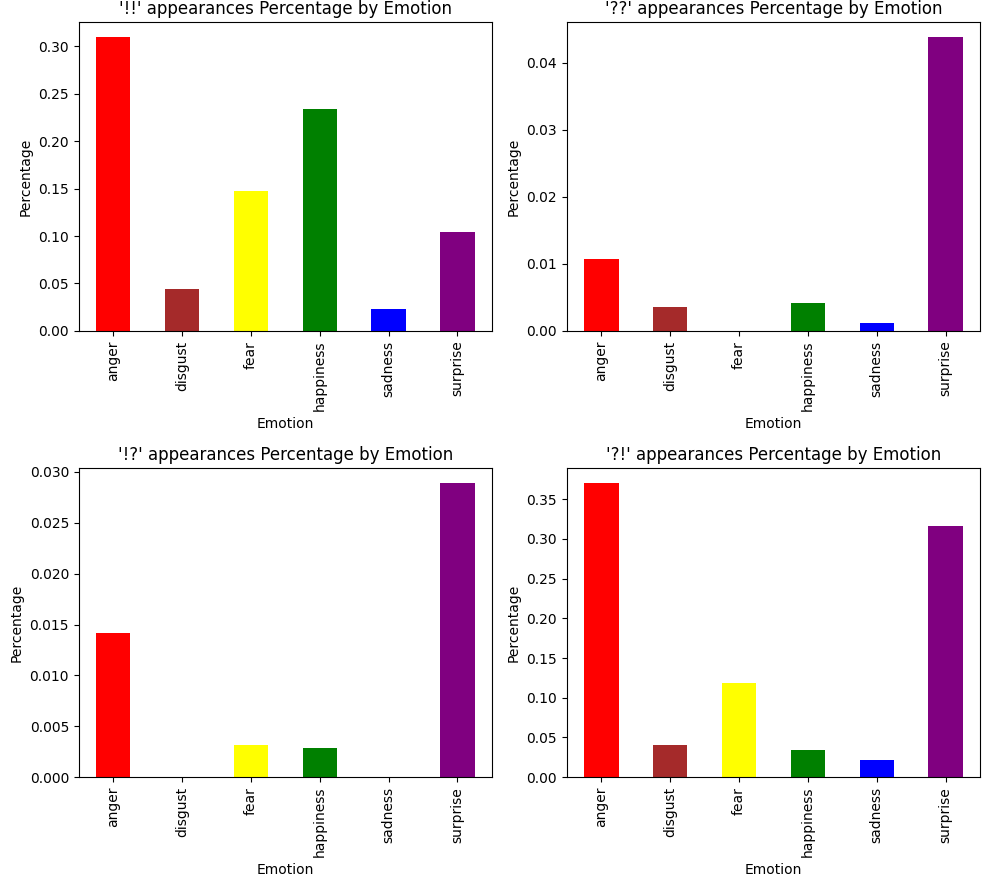 '!!' appearances Percentage by Emotion
Percentage
0.30
0.25
0.20
0.15
0.10
0.05
0.00
anger
disgust
fear
happiness
sadness
surprise
Emotion
'??' appearances Percentage by Emotion
Percentage
0.04
0.03
0.02
0.01
0.00
anger
disgust
fear
happiness
sadness
surprise
Emotion
'!?' appearances Percentage by Emotion
Percentage
0.030
0.025
0.020
0.015
0.010
0.005
0.000
anger
disgust
fear
happiness
sadness
surprise
Emotion
'?!' appearances Percentage by Emotion
Percentage
0.35
0.30
0.25
0.20
0.15
0.10
0.05
0.00
anger
disgust
fear
happiness
sadness
surprise
Emotion